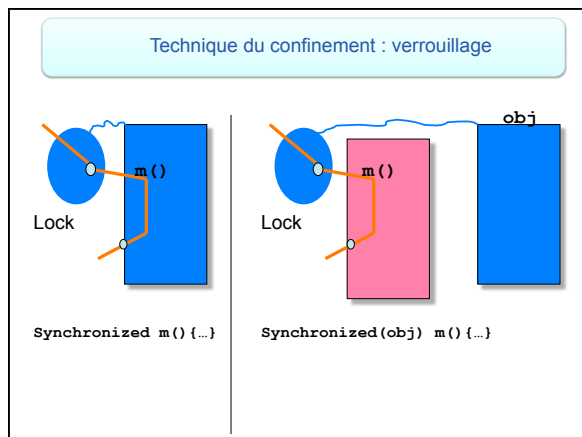 Technique du confinement : verrouillage
m()
Lock
Synchronized m(){…}
obj
m()
Lock
Synchronized(obj) m(){…}